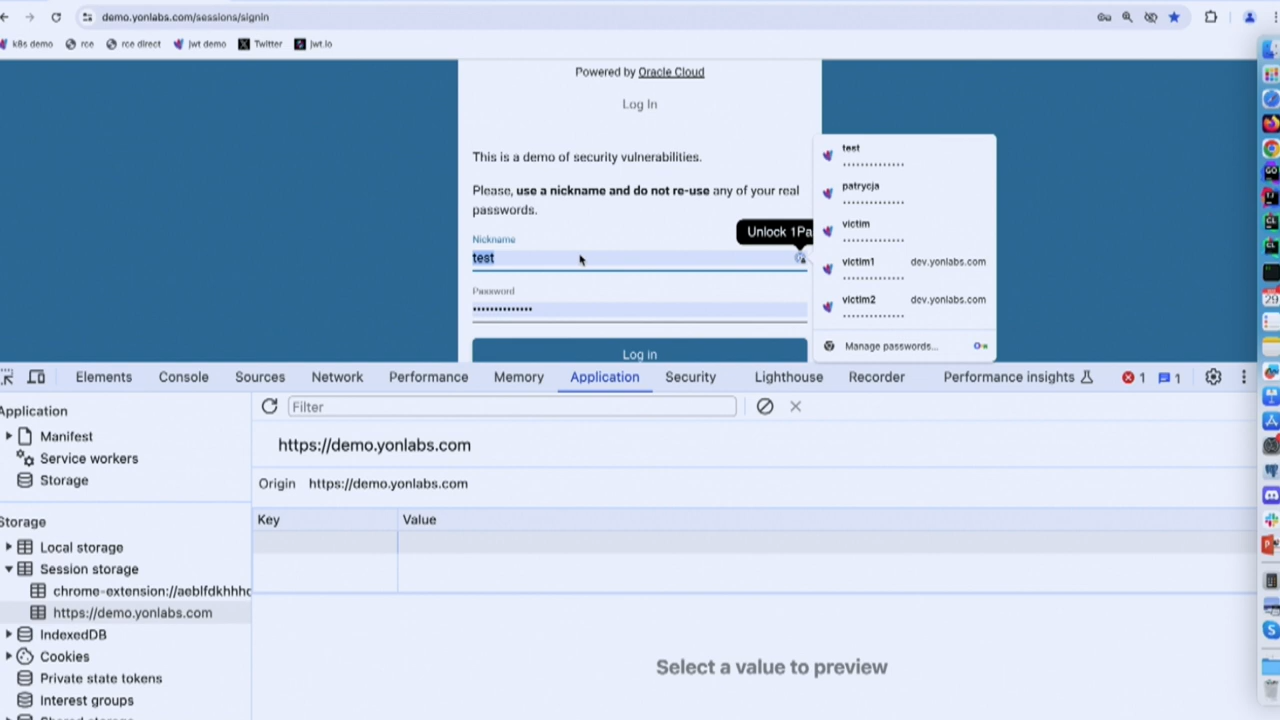 demo.yonlabs.com/sessions/signin
k8s demo
rce
rce direct
jwt demo
Twitter
jwt.io
Powered by Oracle Cloud
Log In
This is a demo of security vulnerabilities.
Please, use a nickname and do not re-use any of your real
passwords.
Nickname
test
Unlock 1Pa
Password
••••••••••••••
Log in
test
••••••••••••••
patrycja
••••••••••••••
victim
••••••••••••••
victim1 dev.yonlabs.com
••••••••••••••
victim2 dev.yonlabs.com
••••••••••••••
Manage passwords...
Elements Console Sources Network Performance Memory Application Security Lighthouse Recorder Performance insights 1 1
Application
Manifest
Service workers
Storage
Storage
Local storage
Session storage
chrome-extension://aeblfdkhhh
https://demo.yonlabs.com
IndexedDB
Cookies
Private state tokens
Interest groups
Filter
https://demo.yonlabs.com
Origin https://demo.yonlabs.com
Key Value
Select a value to preview
29